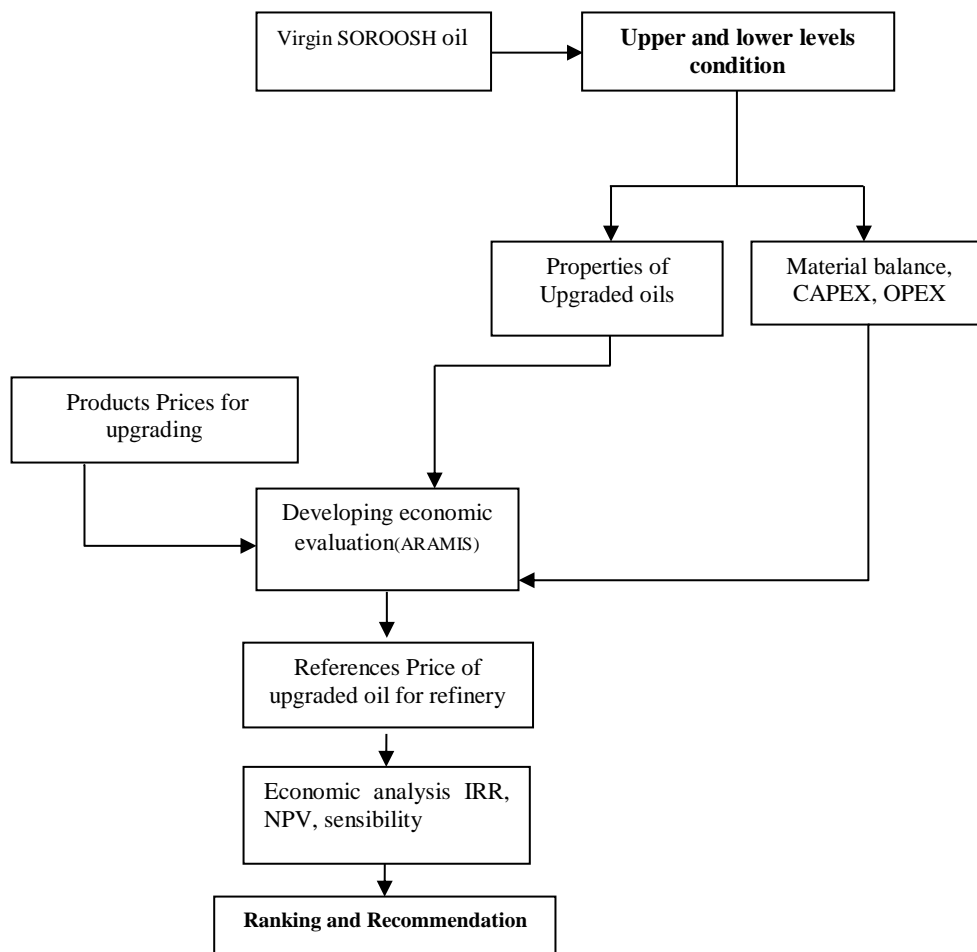 Virgin SOROOSH oil
Upper and lower levels
condition
Properties of
Upgraded oils
Material balance,
CAPEX, OPEX
Products Prices for
upgrading
Developing economic
evaluation(ARAMIS)
References Price of
upgraded oil for refinery
Economic analysis IRR,
NPV, sensibility
Ranking and Recommendation